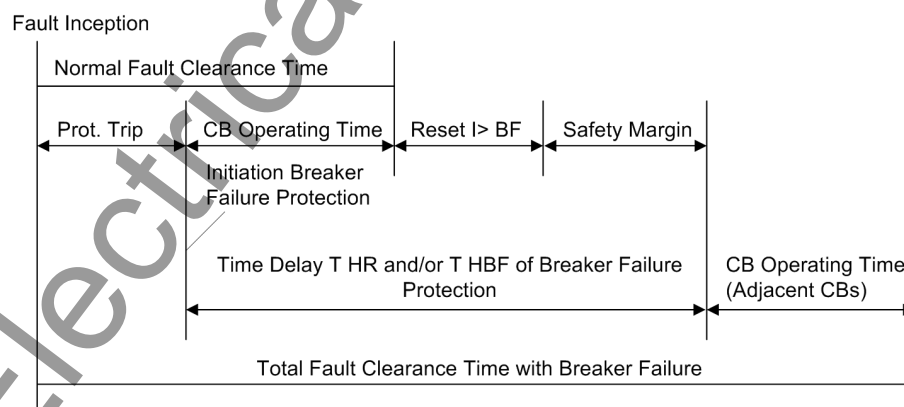 Fault Inception
Normal Fault Clearance Time
Prot. Trip
CB Operating Time
Reset I> BF
Safety Margin
Initiation Breaker
Failure Protection
Time Delay T HR and/or T HBF of Breaker Failure
Protection
CB Operating Time
(Adjacent CBs)
Total Fault Clearance Time with Breaker Failure
Electrica